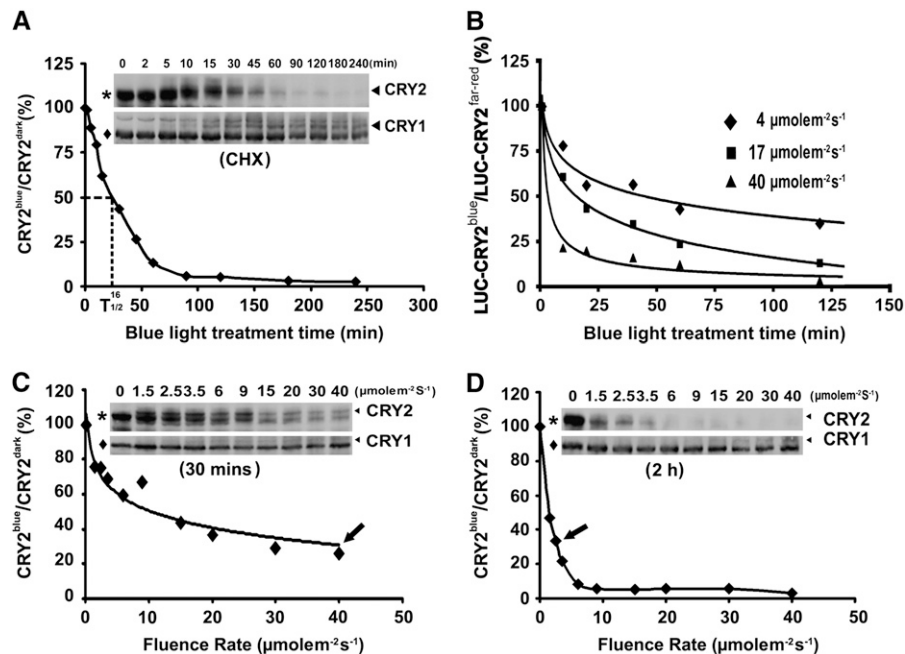 A
0 2 5 10 15 30 45 60 90 120 180 240 (min)
CRY2
CRY1
(CHX)
*
♦
CRY2blue/CRY2dark(%)
125
100
75
50
25
0
0 50 100 150 200 250 300
T 16 1/2
Blue light treatment time (min)
B
LUC-CRY2blue/LUC-CRY2far-red (%)
125
100
75
50
25
0
4 µmolem-2s-1
17 µmolem-2s-1
40 µmolem-2s-1
0 25 50 75 100 125 150
Blue light treatment time (min)
C
0 1.5 2.5 3.5 6 9 15 20 30 40 (µmolem-2S-1)
CRY2
CRY1
(30 mins)
*
♦
CRY2blue/CRY2dark (%)
120
100
80
60
40
20
0
0 10 20 30 40 50
Fluence Rate (µmolem-2s-1)
D
0 1.5 2.5 3.5 6 9 15 20 30 40 (µmolem-2S-1)
CRY2
CRY1
(2 h)
*
♦
CRY2blue/CRY2dark (%)
120
100
80
60
40
20
0
0 10 20 30 40 50
Fluence Rate (µmolem-2s-1)